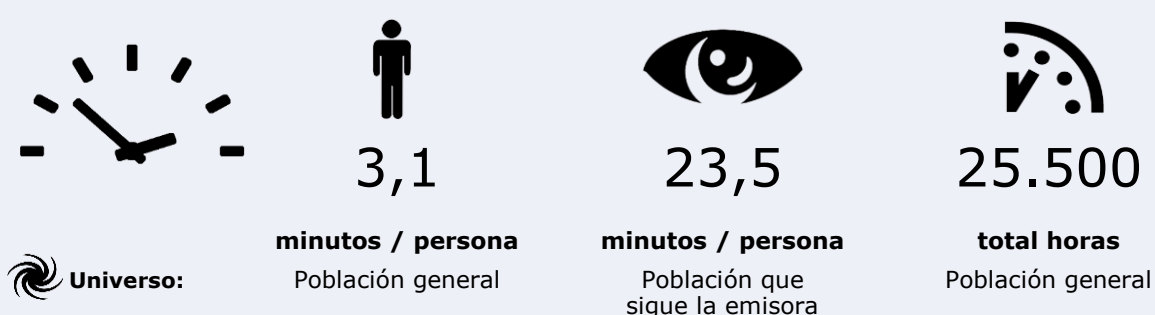 3,1
23,5
25.500
minutos / persona
minutos / persona
total horas
Universo:
Población general
Población que
sigue la emisora
Población general